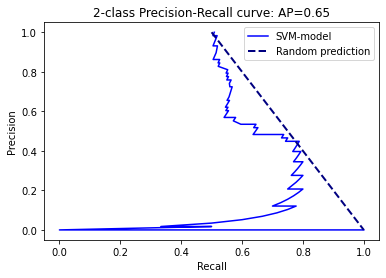 2-class Precision-Recall curve: AP=0.65
SVM-model
Random prediction
Precision
1.0
0.8
0.6
0.4
0.2
0.0
0.0 0.2 0.4 0.6 0.8 1.0
Recall